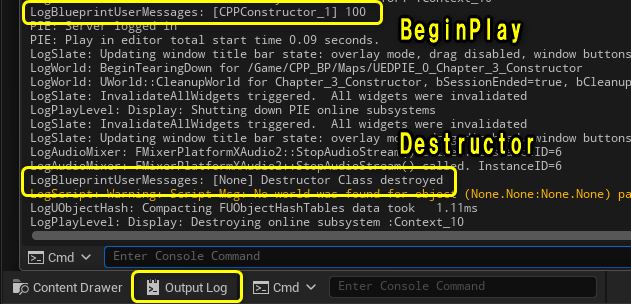 LogBlueprintUserMessages: [CPPConstructor_1] 100
PIE: Server logged in
BeginPlay
PIE: Play in editor total start time 0.09 seconds.
LogSlate: Updating window title bar state: overlay mode, drag disabled, window buttons
LogWorld: BeginTearingDown for /Game/CPP_BP/Maps/UEDPIE_0_Chapter_3_Constructor
LogWorld: UWorld::CleanupWorld for Chapter_3_Constructor, bSessionEnded=true, bCleanup
LogSlate: InvalidateAllWidgets triggered.  All widgets were invalidated
LogPlayLevel: Display: Shutting down PIE online subsystems
LogSlate: InvalidateAllWidgets triggered.  All widgets were invalidated
LogSlate: Updating window title bar state: overlay mode, drag disabled, window buttons
Destructor
LogAudioMixer: FMixerPlatformXAudio2::StopAudioStream() called. InstanceID=6
LogBlueprintUserMessages: [None] Destructor Class destroyed
LogScript: Warning: Script Msg: No world was found for object (None.None:None.None) pa
LogUObjectHash: Compacting FUObjectHashTables data took   1.11ms
LogPlayLevel: Display: Destroying online subsystem :Context_10
Cmd
Enter Console Command
Content Drawer
Output Log
Cmd
Enter Console Command